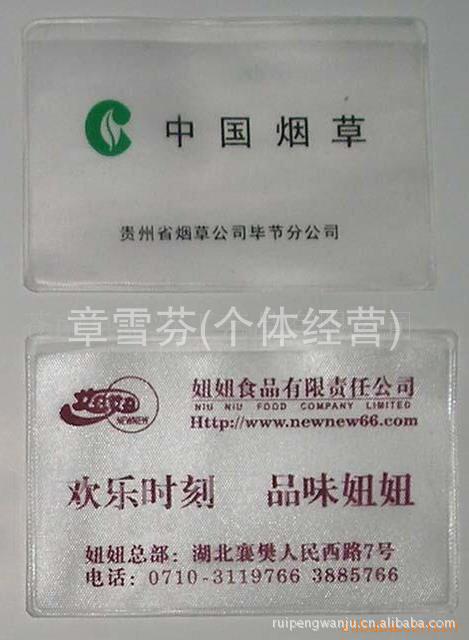 中国烟草
贵州省烟草公司毕节分公司
章雪芬(个体经营)
妞妞
NEWNEW
妞妞食品有限责任公司
NIU NIU FOOD COMPANY LIMITED
Http://www.newnew66.com
欢乐时刻 品味妞妞
妞妞总部：湖北襄樊人民西路7号
电话：0710-3119766 3885766
ruipengwanju.cn.alibaba.com